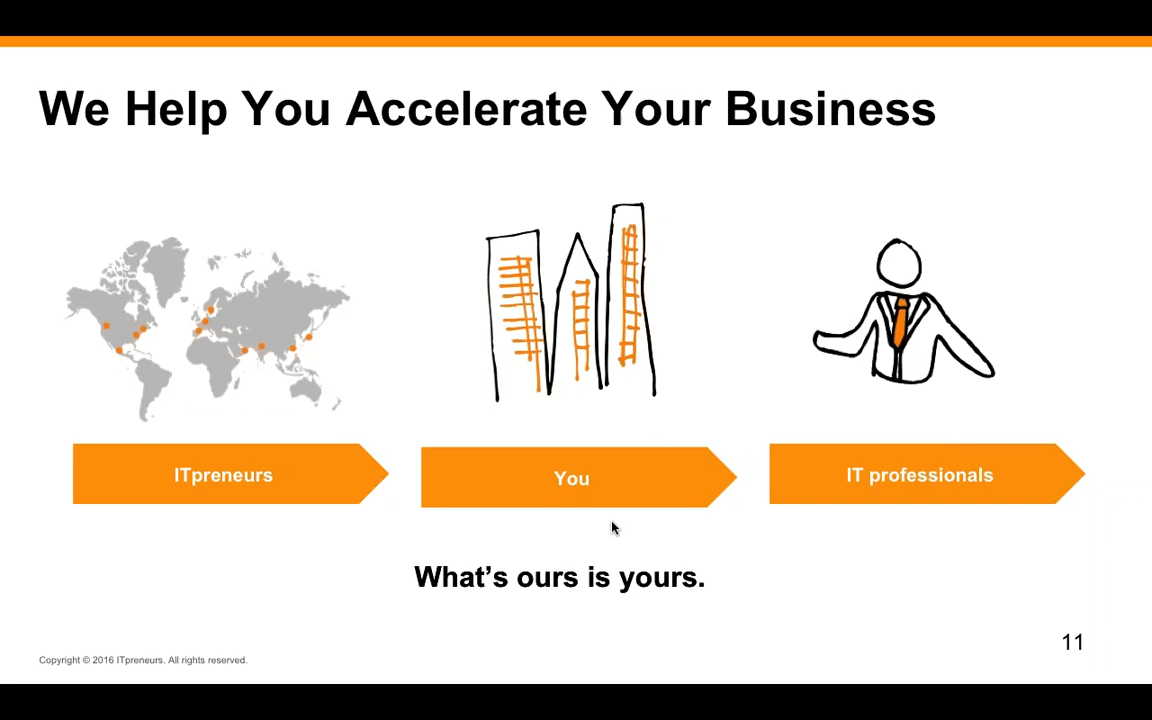 We Help You Accelerate Your Business
ITpreneurs
You
IT professionals
What’s ours is yours.
11
Copyright © 2016 ITpreneurs. All rights reserved.